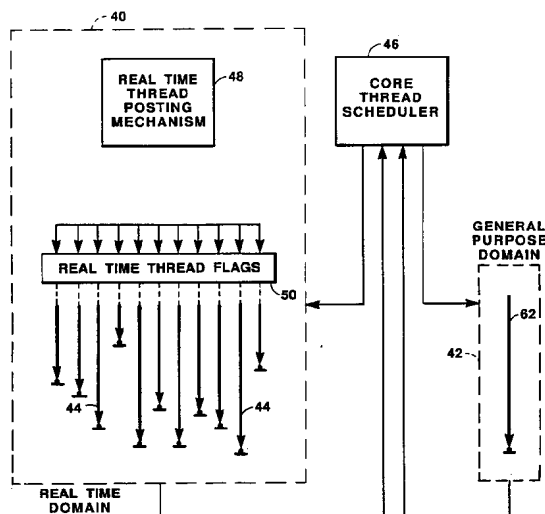 40
REAL TIME
THREAD
POSTING
MECHANISM
48
46
CORE
THREAD
SCHEDULER
REAL TIME THREAD FLAGS
50
44
44
REAL TIME
DOMAIN
GENERAL
PURPOSE
DOMAIN
62
42